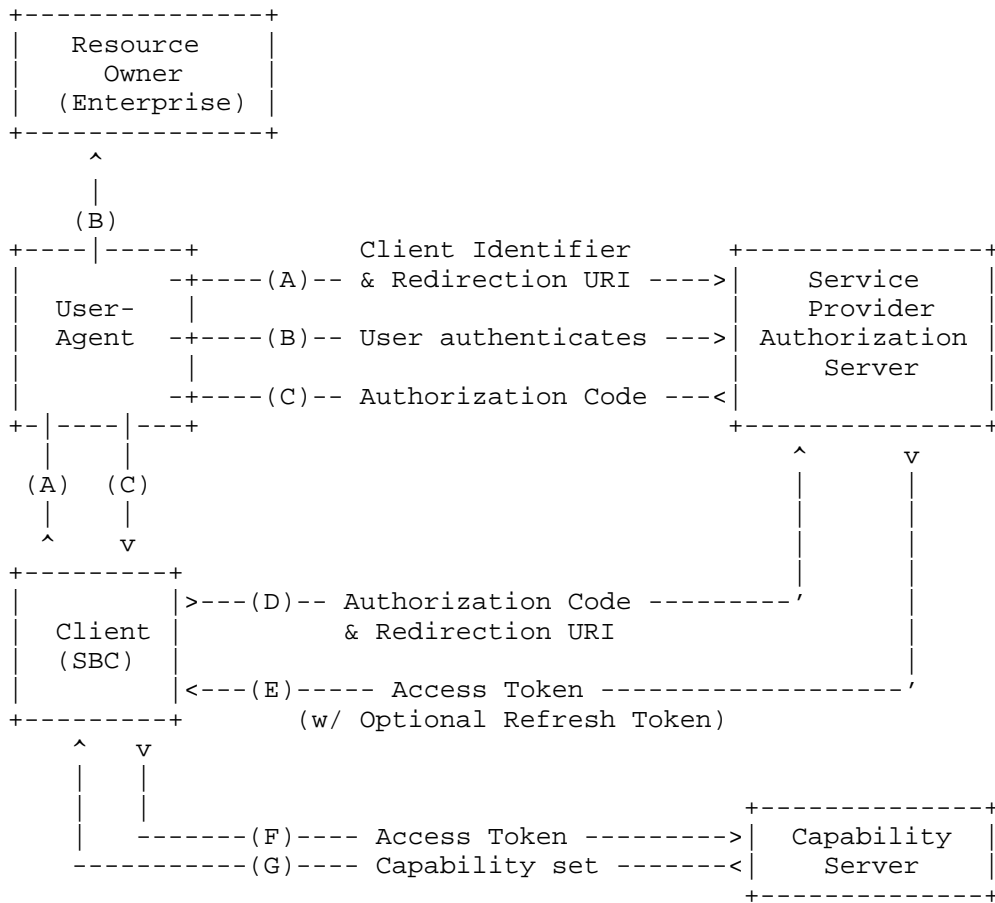 Resource
Owner
(Enterprise)
(B)
Client Identifier
(A) & Redirection URI Service
User- Provider
Agent (B) User authenticates Authorization
Server
(C) Authorization Code
(A) (C)
(D) Authorization Code
Client & Redirection URI
(SBC)
(E) Access Token
(w/ Optional Refresh Token)
(F) Access Token Capability
(G) Capability set Server